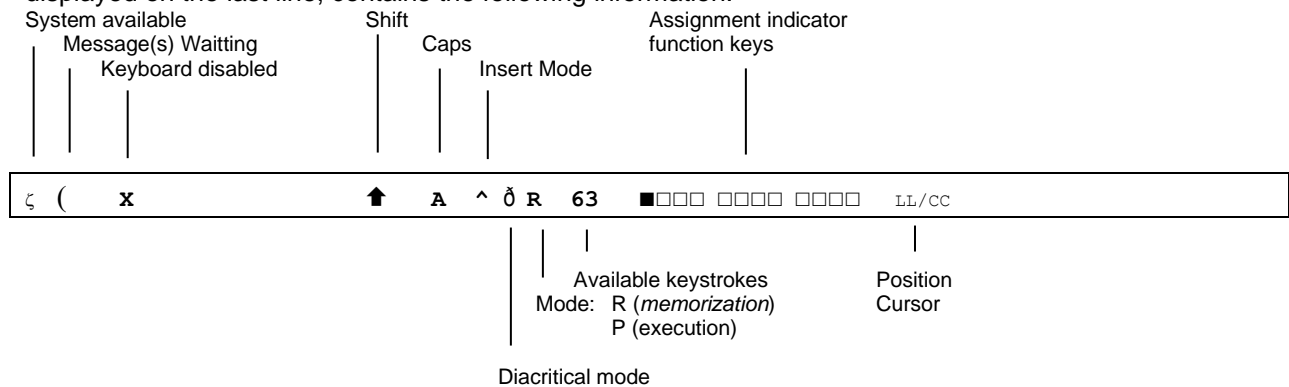 displayed on the last line, contains the following information:
System available Shift Assignment indicator
Message(s) Waitting Caps function keys
Keyboard disabled Insert Mode
ζ ( X ⬆ A ^ ð R 63 ■□□□ □□□□ □□□□ LL/CC
Available keystrokes Position
Mode: R (memorization) Cursor
P (execution)
Diacritical mode